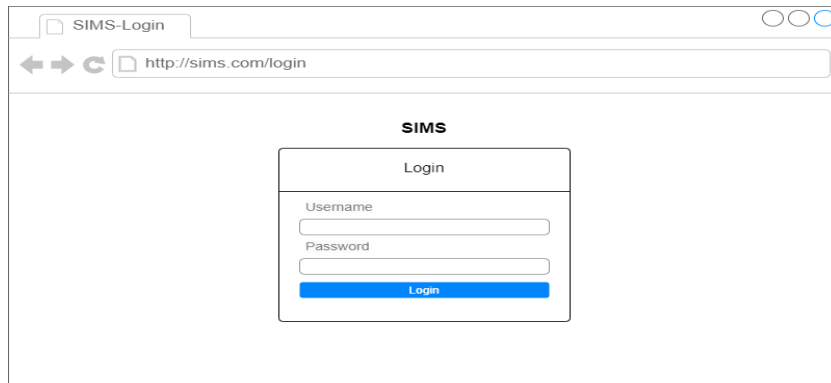 SIMS-Login
http://sims.com/login
SIMS
Login
Username
Password
Login